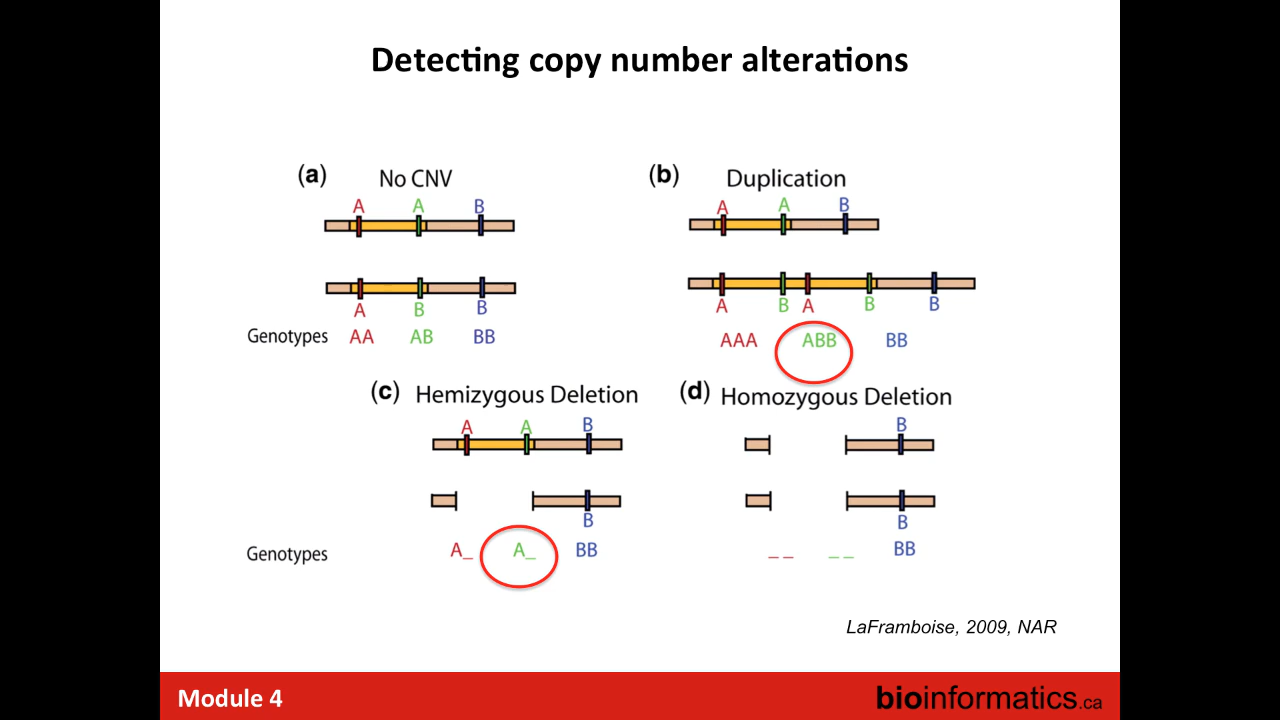 Detecting copy number alterations
(a) No CNV
A A B
A B B
Genotypes AA AB BB
(b) Duplication
A A B
A B A B B
AAA ABB BB
(c) Hemizygous Deletion
A A B
B
Genotypes A_ A_ BB
(d) Homozygous Deletion
B
B
_ _ _ _ BB
LaFramboise, 2009, NAR
Module 4
bioinformatics.ca